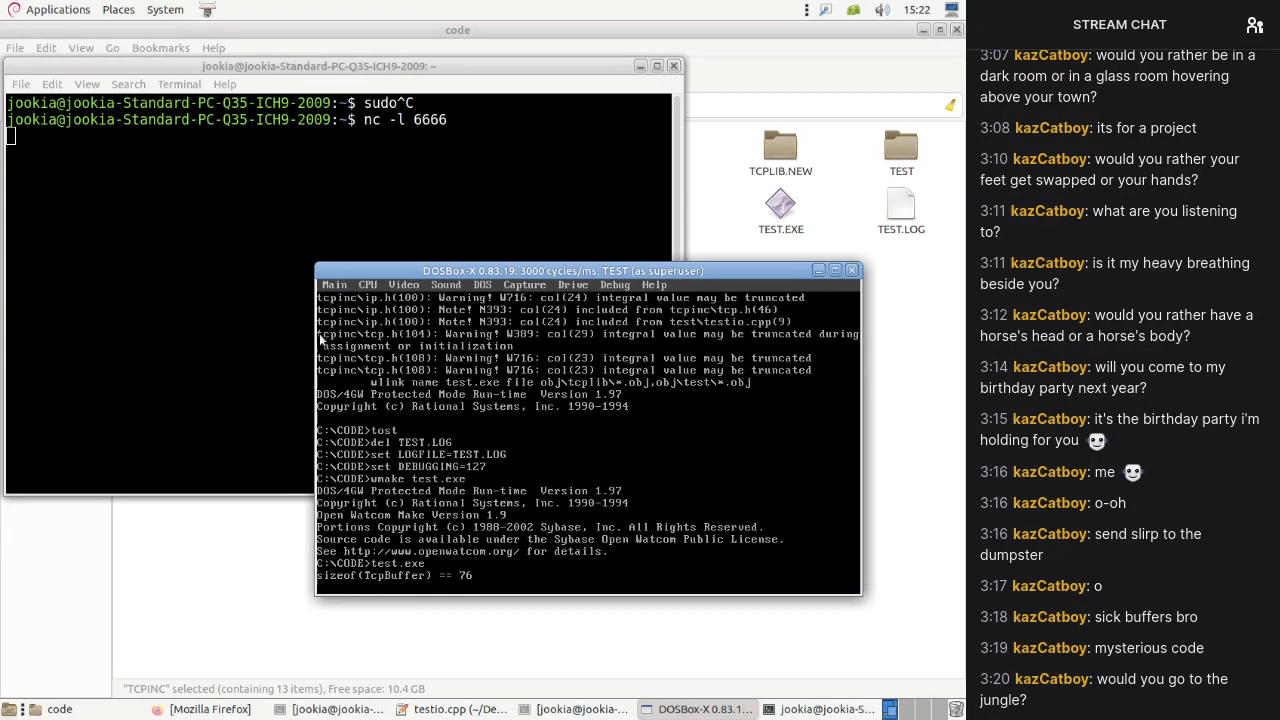 Applications Places System 15:22
code
File Edit View Go Bookmarks Help
jookia@jookia-Standard-PC-Q35-ICH9-2009: ~
File Edit View Search Terminal Help
jookia@jookia-Standard-PC-Q35-ICH9-2009:~$ sudo^C
jookia@jookia-Standard-PC-Q35-ICH9-2009:~$ nc -l 6666
TCPLIB.NEW
TEST
TEST.EXE
TEST.LOG
DOSBox-X 0.83.19: 3000 cycles/ms, TEST (as superuser)
Main CPU Video Sound DOS Capture Drive Debug Help
tcpinc\ip.h(100): Warning! W716: col(24) integral value may be truncated
tcpinc\ip.h(100): Note! N393: col(24) included from tcpinc\tcp.h(46)
tcpinc\ip.h(100): Note! N393: col(24) included from test\testio.cpp(9)
tcpinc\tcp.h(104): Warning! W389: col(29) integral value may be truncated during
assignment or initialization
tcpinc\tcp.h(108): Warning! W716: col(23) integral value may be truncated
tcpinc\tcp.h(108): Warning! W716: col(23) integral value may be truncated
wlink name test.exe file obj\tcplib\*.obj,obj\test\*.obj
DOS/4GW Protected Mode Run-time Version 1.97
Copyright (c) Rational Systems, Inc. 1990-1994
C:\CODE>tost
C:\CODE>del TEST.LOG
C:\CODE>set LOGFILE=TEST.LOG
C:\CODE>set DEBUGGING=127
C:\CODE>wmake test.exe
DOS/4GW Protected Mode Run-time Version 1.97
Copyright (c) Rational Systems, Inc. 1990-1994
Open Watcom Make Version 1.9
Portions Copyright (c) 1988-2002 Sybase, Inc. All Rights Reserved.
Source code is available under the Sybase Open Watcom Public License.
See http://www.openwatcom.org/ for details.
C:\CODE>test.exe
sizeof(TcpBuffer) == 76
"TCPINC" selected (containing 13 items), Free space: 10.4 GB
code
[Mozilla Firefox]
[jookia@jookia-...
testio.cpp (~/De...
[jookia@jookia-...
DOSBox-X 0.83.1...
jookia@jookia-S...
STREAM CHAT
3:07 kazCatboy: would you rather be in a
dark room or in a glass room hovering
above your town?
3:08 kazCatboy: its for a project
3:10 kazCatboy: would you rather your
feet get swapped or your hands?
3:11 kazCatboy: what are you listening
to?
3:11 kazCatboy: is it my heavy breathing
beside you?
3:12 kazCatboy: would you rather have a
horse's head or a horse's body?
3:14 kazCatboy: will you come to my
birthday party next year?
3:15 kazCatboy: it's the birthday party i'm
holding for you
3:16 kazCatboy: me
3:16 kazCatboy: o-oh
3:16 kazCatboy: send slirp to the
dumpster
3:17 kazCatboy: o
3:18 kazCatboy: sick buffers bro
3:19 kazCatboy: mysterious code
3:20 kazCatboy: would you go to the
jungle?